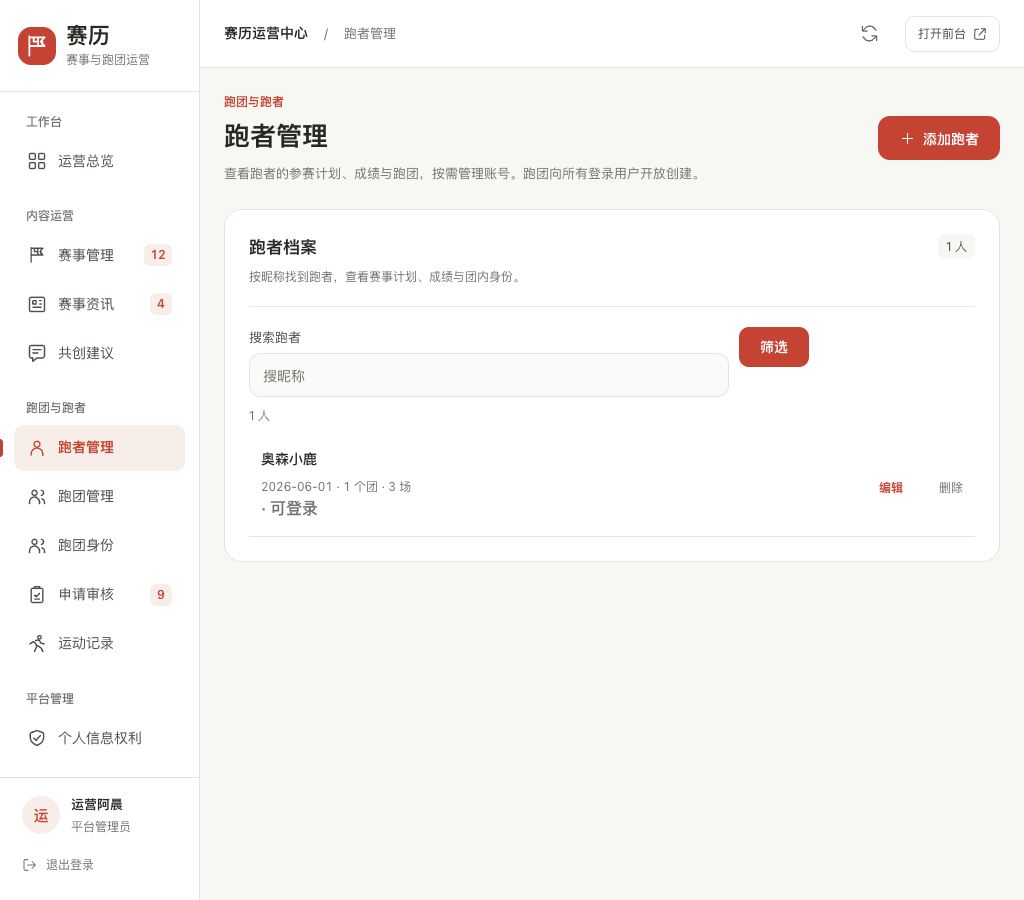 赛历
赛事与跑团运营
工作台
运营总览
内容运营
赛事管理 12
赛事资讯 4
共创建议
跑团与跑者
跑者管理
跑团管理
跑团身份
申请审核 9
运动记录
平台管理
个人信息权利
运 运营阿晨
平台管理员
退出登录
赛历运营中心 / 跑者管理
打开前台
跑团与跑者
跑者管理
查看跑者的参赛计划、成绩与跑团，按需管理账号。跑团向所有登录用户开放创建。
添加跑者
跑者档案
1 人
按昵称找到跑者，查看赛事计划、成绩与团内身份。
搜索跑者
搜昵称
筛选
1 人
奥森小鹿
2026-06-01 · 1 个团 · 3 场
· 可登录
编辑 删除